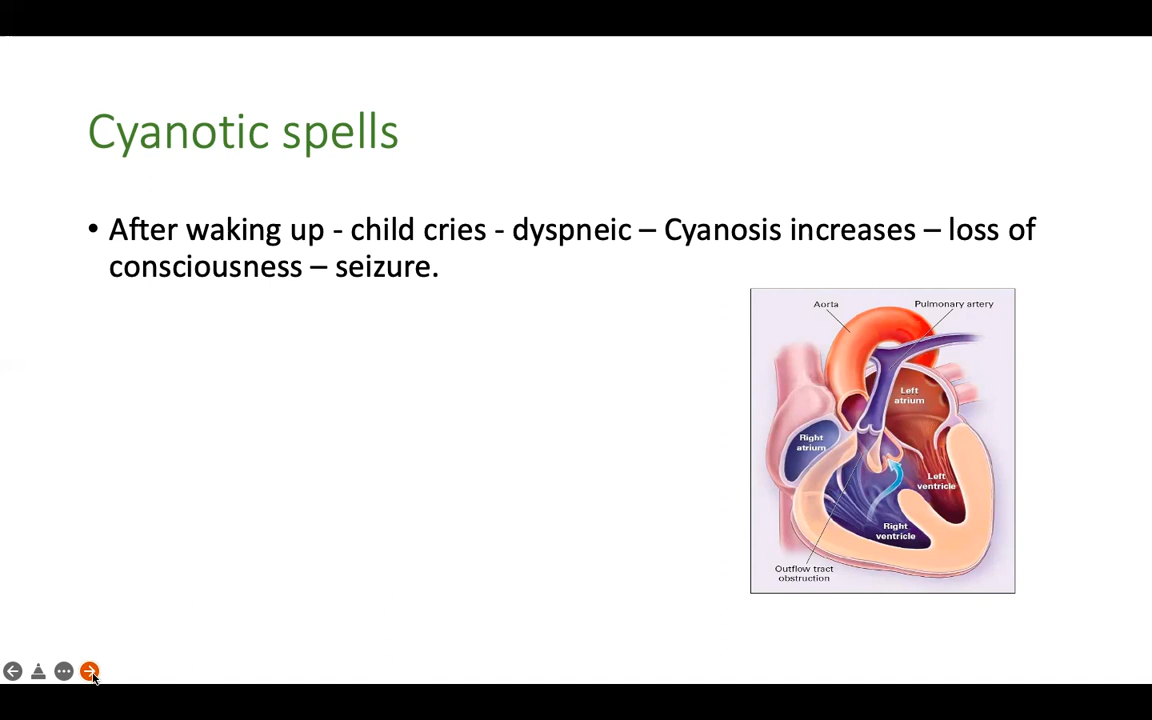 Cyanotic spells
• After waking up - child cries - dyspneic – Cyanosis increases – loss of
consciousness – seizure.
Aorta
Pulmonary artery
Left
atrium
Right
atrium
Left
ventricle
Right
ventricle
Outflow tract
obstruction